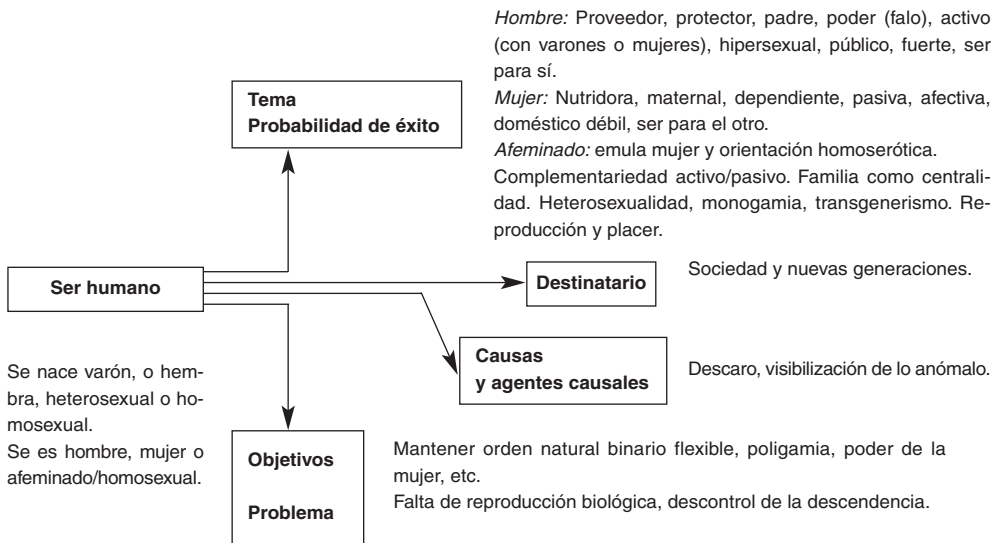 Hombre: Proveedor, protector, padre, poder (falo), activo
(con varones o mujeres), hipersexual, público, fuerte, ser
para sí.
Mujer: Nutridora, maternal, dependiente, pasiva, afectiva,
doméstico débil, ser para el otro.
Afeminado: emula mujer y orientación homoserótica.
Complementariedad activo/pasivo. Familia como centrali-
dad. Heterosexualidad, monogamia, transgenerismo. Re-
producción y placer.
Tema
Probabilidad de éxito
Ser humano
Destinatario
Sociedad y nuevas generaciones.
Causas
y agentes causales
Descaro, visibilización de lo anómalo.
Se nace varón, o hem-
bra, heterosexual o ho-
mosexual.
Se es hombre, mujer o
afeminado/homosexual.
Objetivos
Problema
Mantener orden natural binario flexible, poligamia, poder de la
mujer, etc.
Falta de reproducción biológica, descontrol de la descendencia.